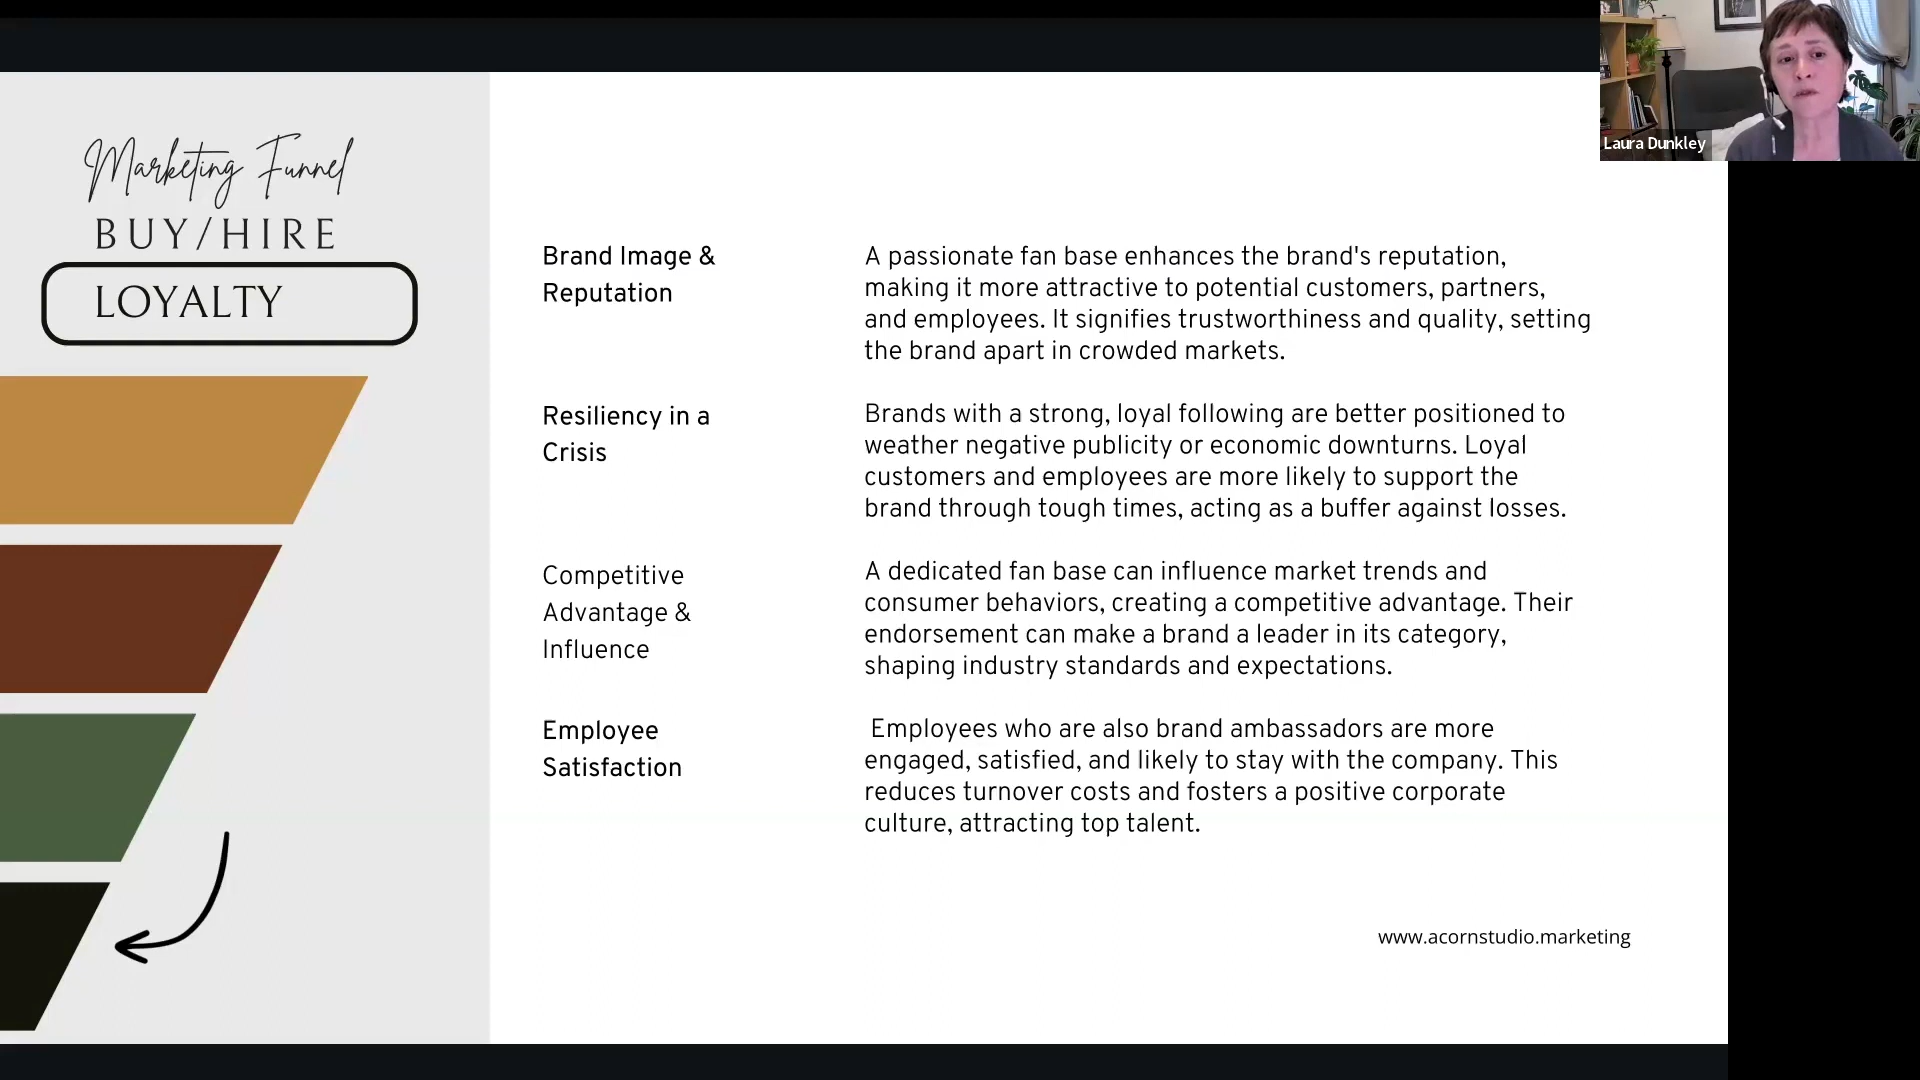 Marketing Funnel
BUY/HIRE
LOYALTY
Brand Image &
Reputation
A passionate fan base enhances the brand's reputation,
making it more attractive to potential customers, partners,
and employees. It signifies trustworthiness and quality, setting
the brand apart in crowded markets.
Resiliency in a
Crisis
Brands with a strong, loyal following are better positioned to
weather negative publicity or economic downturns. Loyal
customers and employees are more likely to support the
brand through tough times, acting as a buffer against losses.
Competitive
Advantage &
Influence
A dedicated fan base can influence market trends and
consumer behaviors, creating a competitive advantage. Their
endorsement can make a brand a leader in its category,
shaping industry standards and expectations.
Employee
Satisfaction
Employees who are also brand ambassadors are more
engaged, satisfied, and likely to stay with the company. This
reduces turnover costs and fosters a positive corporate
culture, attracting top talent.
www.acornstudio.marketing
Laura Dunkley